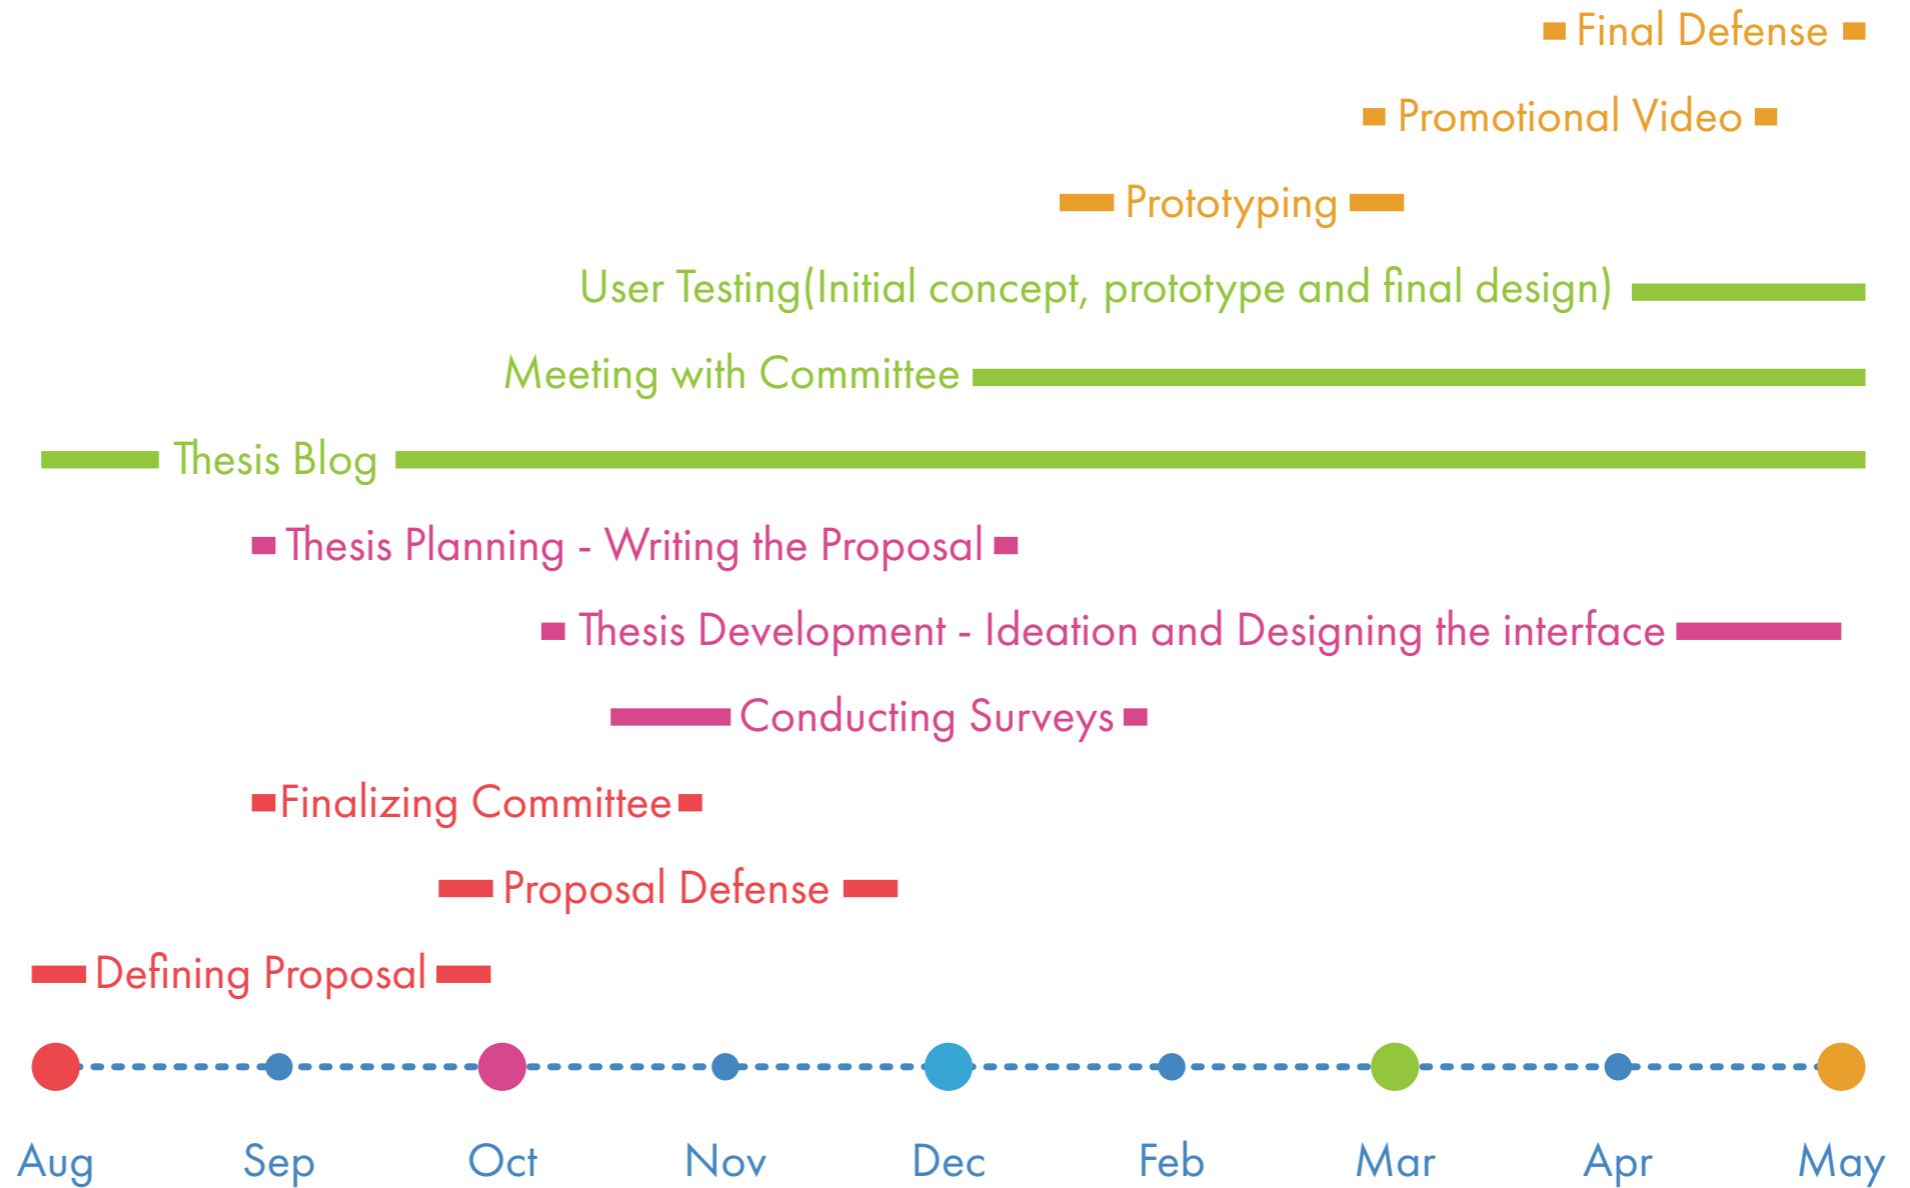 Final Defense
Promotional Video
Prototyping
User Testing(Initial concept, prototype and final design)
Meeting with Committee
Thesis Blog
Thesis Planning - Writing the Proposal
Thesis Development - Ideation and Designing the interface
Conducting Surveys
Finalizing Committee
Proposal Defense
Defining Proposal
Aug Sep Oct Nov Dec Feb Mar Apr May